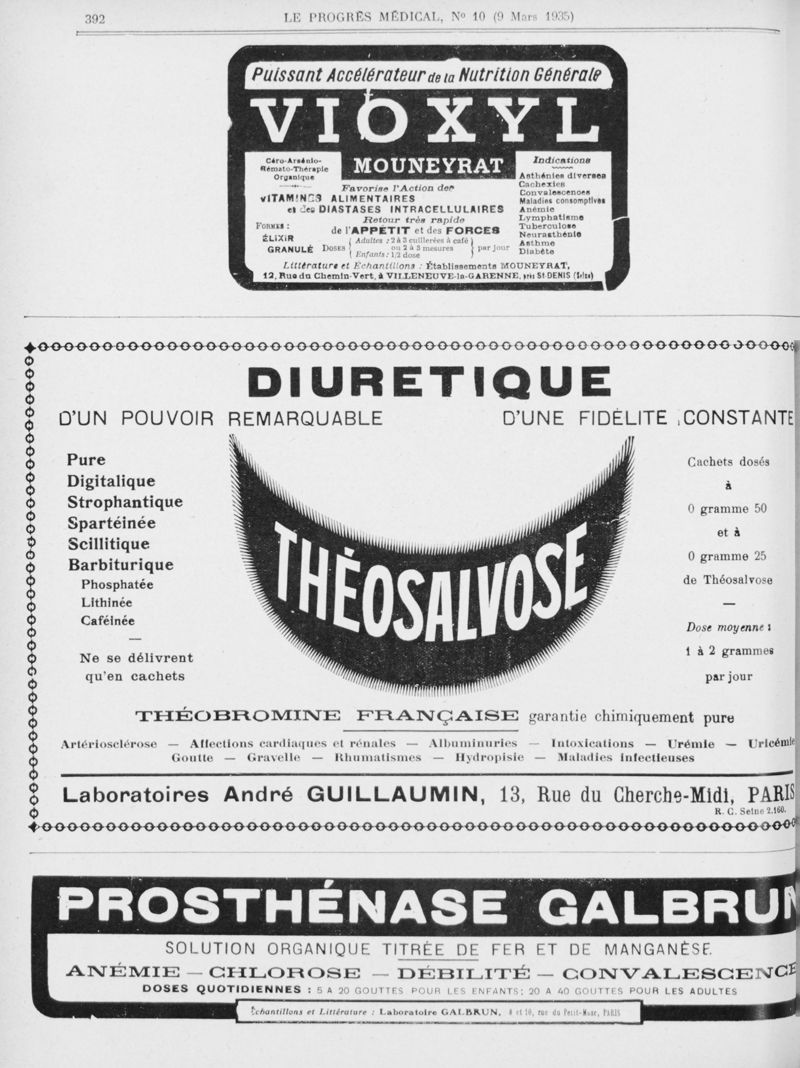 392
LE PROGRÈS MÉDICAL, Nº 10 (9 Mars 1935)
Puissant Accélérateur de la Nutrition Générale
VIOXYL
MOUNEYRAT
Céro-Arsénio-
Hémato-Thérapie
Organique
Favorise l'Action des
VITAMINES ALIMENTAIRES
et des DIASTASES INTRACELLULAIRES
Retour très rapide
de l'APPÉTIT et des FORCES
FORMES :
ÉLIXIR
GRANULÉ
DOSES
Adultes : 2 à 3 cuillerées à café
ou 2 à 3 mesures
Enfants : 1/2 dose
par jour
Indications
Asthénies diverses
Cachexies
Convalescences
Maladies consomptives
Anémie
Lymphatisme
Tuberculose
Neurasthénie
Asthme
Diabète
Littérature et Echantillons : Établissements MOUNEYRAT,
12, Rue du Chemin-Vert, à VILLENEUVE-la-GARENNE, près St-DENIS (Seine)
DIURETIQUE
D'UN POUVOIR REMARQUABLE D'UNE FIDÉLITE CONSTANTE
Pure
Digitalique
Strophantique
Spartéinée
Scillitique
Barbiturique
Phosphatée
Lithinée
Caféinée
—
Ne se délivrent
qu'en cachets
THÉOSALVOSE
Cachets dosés
à
0 gramme 50
et à
0 gramme 25
de Théosalvose
—
Dose moyenne :
1 à 2 grammes
par jour
THÉOBROMINE FRANÇAISE garantie chimiquement pure
Artériosclérose — Affections cardiaques et rénales — Albuminuries — Intoxications — Urémie — Uricémie
Goutte — Gravelle — Rhumatismes — Hydropisie — Maladies infectieuses
Laboratoires André GUILLAUMIN, 13, Rue du Cherche-Midi, PARIS
R. C. Seine 2.160.
PROSTHÉNASE GALBRUN
SOLUTION ORGANIQUE TITRÉE DE FER ET DE MANGANÈSE
ANÉMIE — CHLOROSE — DÉBILITÉ — CONVALESCENCE
DOSES QUOTIDIENNES : 5 A 20 GOUTTES POUR LES ENFANTS; 20 A 40 GOUTTES POUR LES ADULTES
Échantillons et Littérature : Laboratoire GALBRUN, 8 et 10, rue du Petit-Musc, PARIS